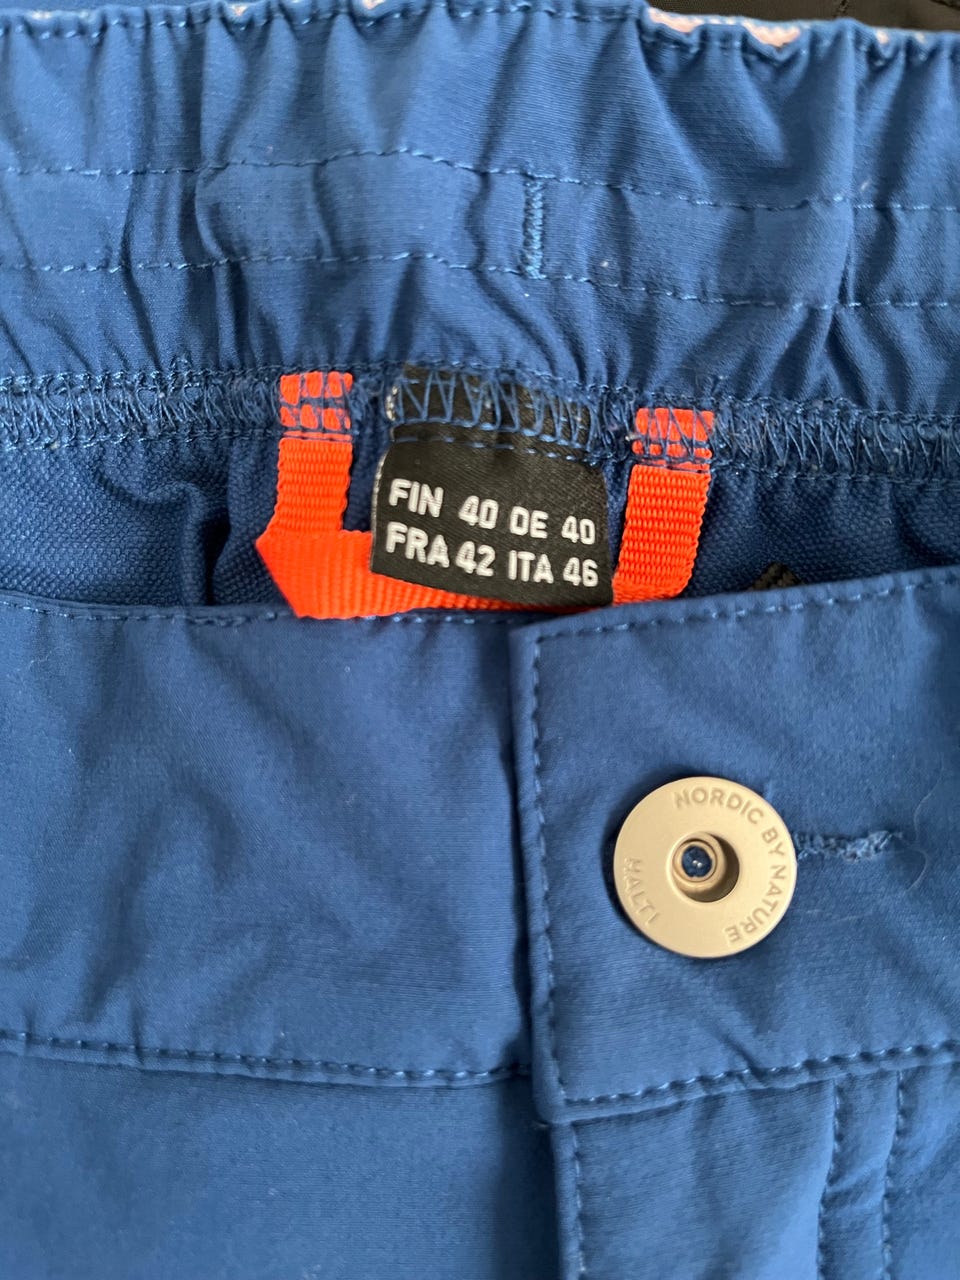 FIN 40 DE 40
FRA 42 ITA 46
NORDIC BY NATURE
HALTI